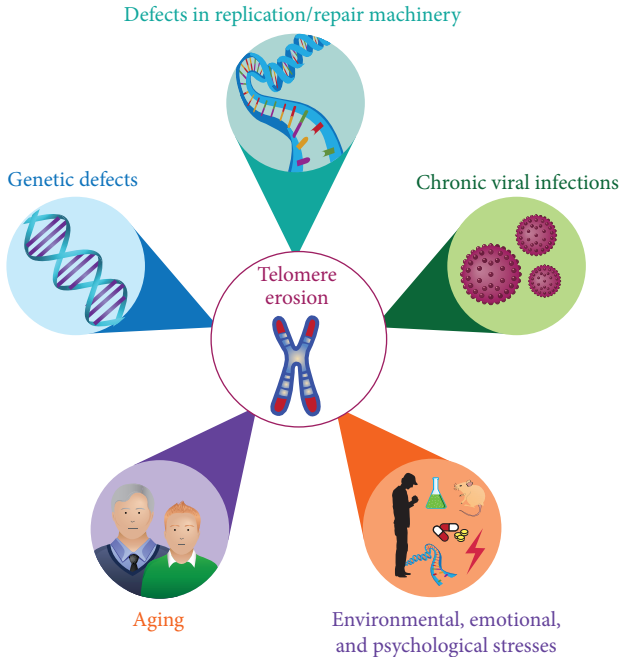 Defects in replication/repair machinery
Genetic defects
Chronic viral infections
Telomere
erosion
Aging
Environmental, emotional,
and psychological stresses